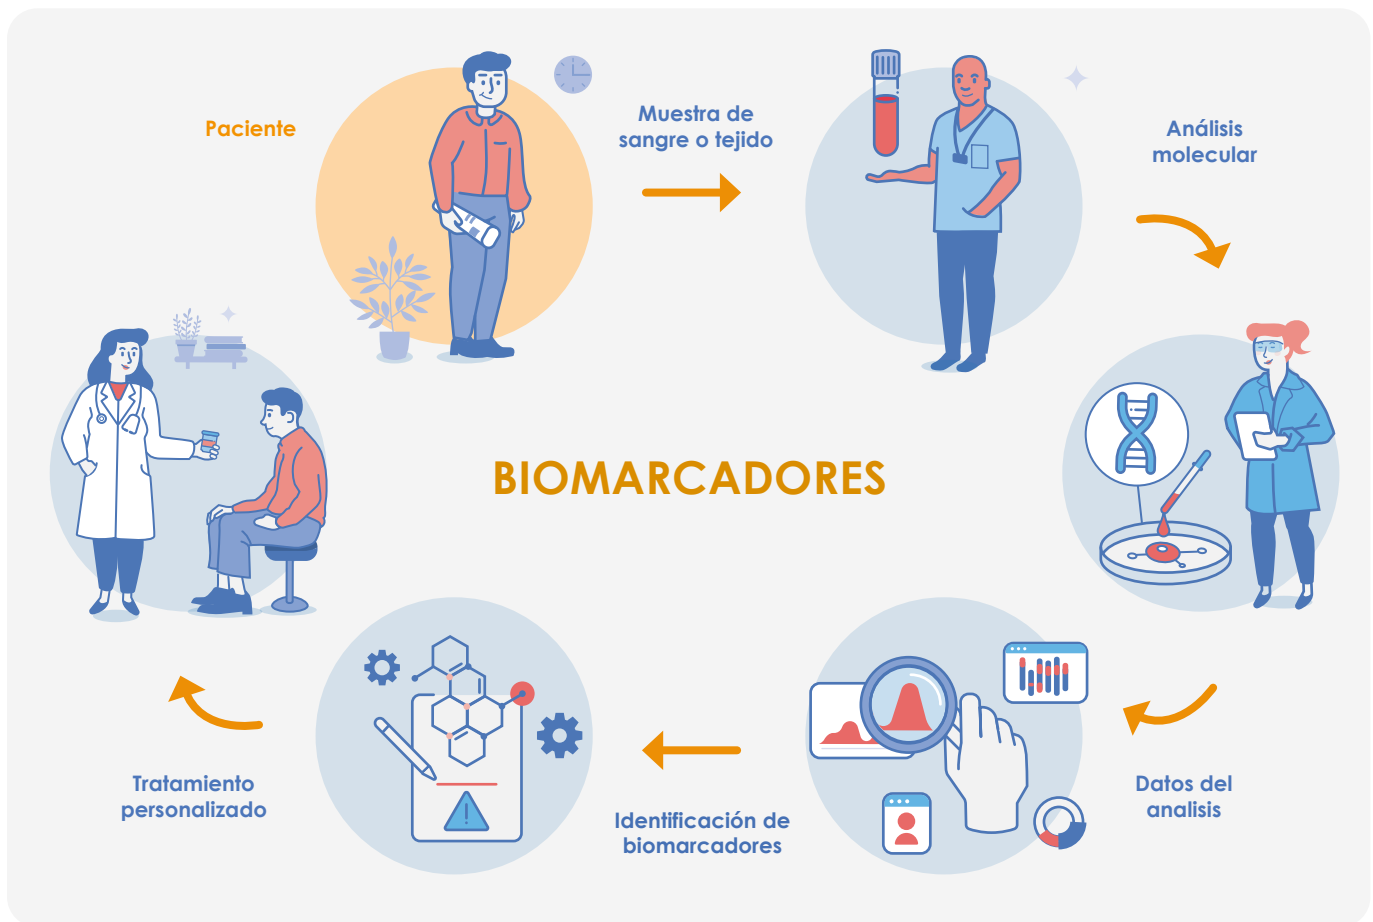 Paciente
Muestra de
sangre o tejido
Análisis
molecular
BIOMARCADORES
Datos del
analisis
Identificación de
biomarcadores
Tratamiento
personalizado